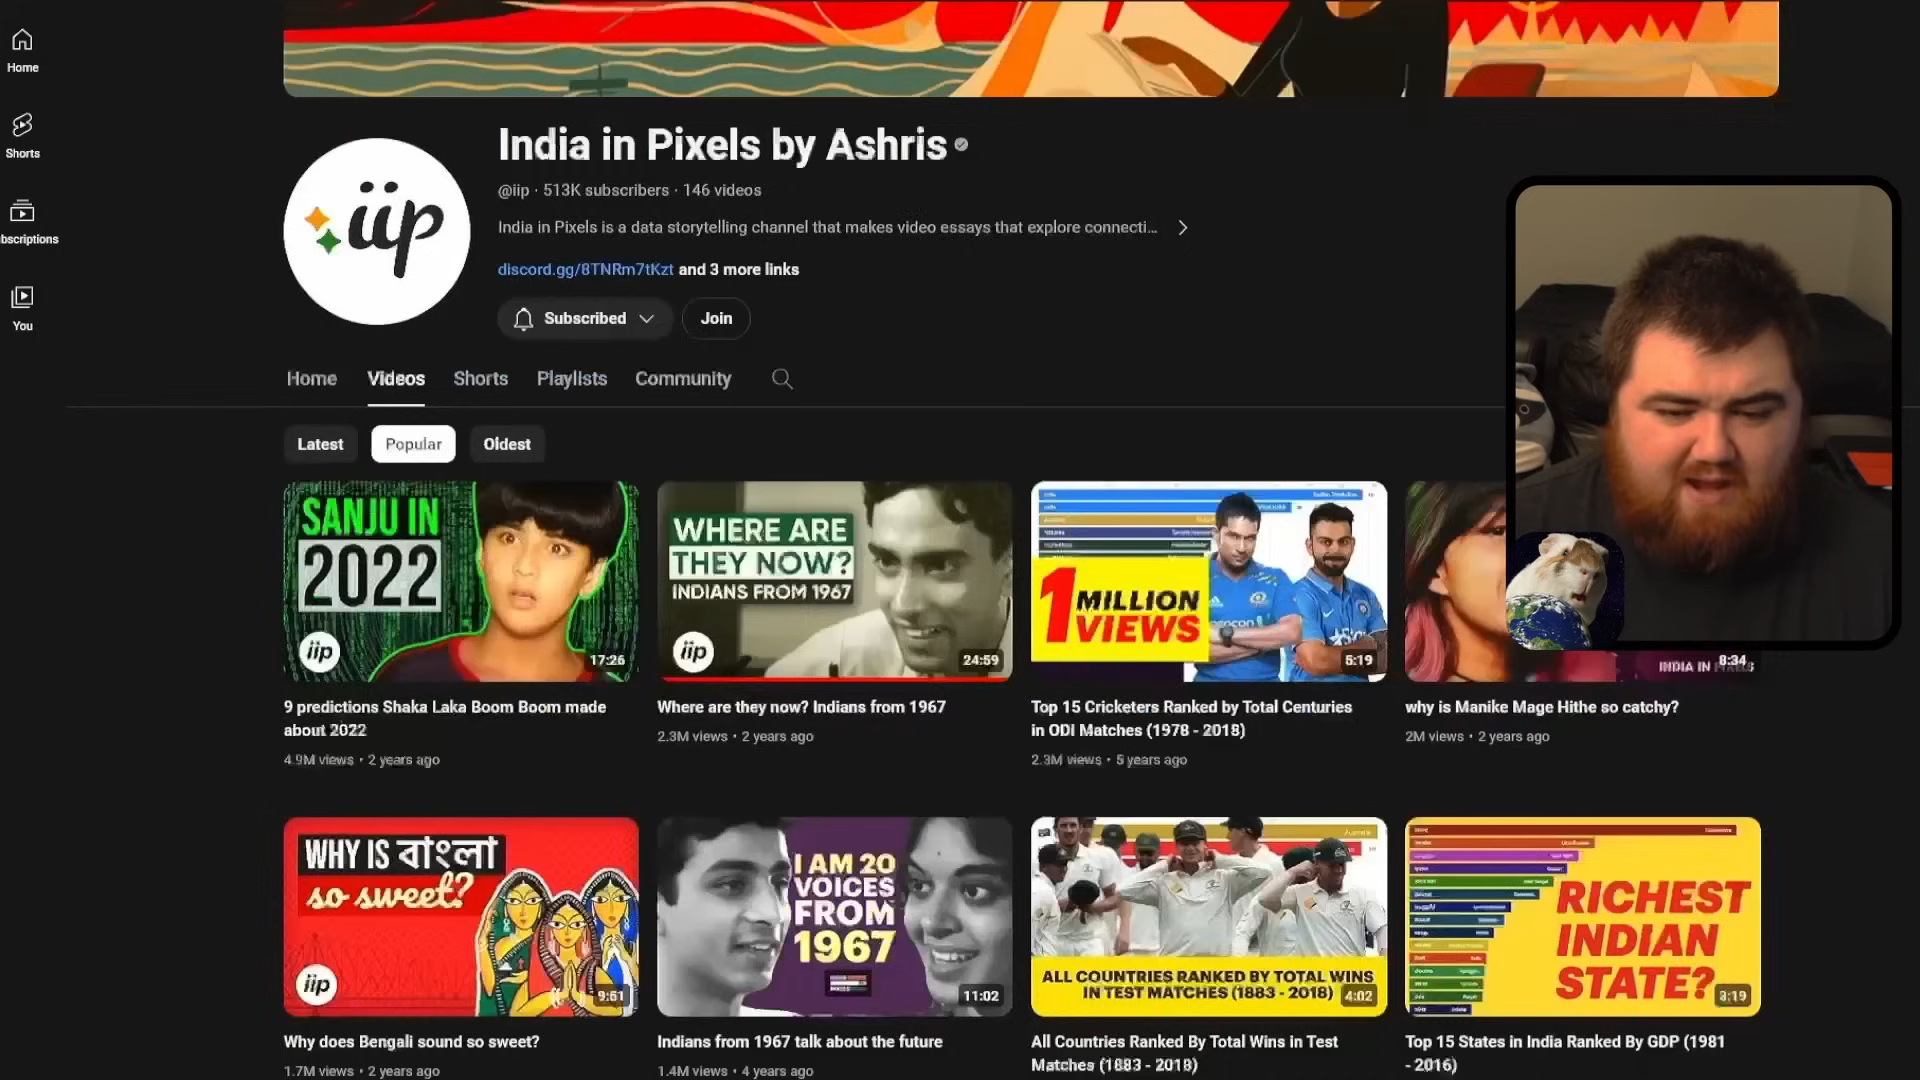 Home
Shorts
bscriptions
You
iip
India in Pixels by Ashris
@iip · 513K subscribers · 146 videos
India in Pixels is a data storytelling channel that makes video essays that explore connecti...
discord.gg/8TNRm7tKzt and 3 more links
Subscribed
Join
Home Videos Shorts Playlists Community
Latest Popular Oldest
SANJU IN
2022
iip
17:26
9 predictions Shaka Laka Boom Boom made
about 2022
4.9M views • 2 years ago
WHERE ARE
THEY NOW?
INDIANS FROM 1967
iip
24:59
Where are they now? Indians from 1967
2.3M views • 2 years ago
1 MILLION
VIEWS
5:19
Top 15 Cricketers Ranked by Total Centuries
in ODI Matches (1978 - 2018)
2.3M views • 5 years ago
INDIA IN PIXELS
8:34
why is Manike Mage Hithe so catchy?
2M views • 2 years ago
WHY IS বাংলা
so sweet?
iip
9:51
Why does Bengali sound so sweet?
1.7M views • 2 years ago
I AM 20
VOICES
FROM
1967
11:02
Indians from 1967 talk about the future
1.4M views • 4 years ago
ALL COUNTRIES RANKED BY TOTAL WINS
IN TEST MATCHES (1883 - 2018)
4:02
All Countries Ranked By Total Wins in Test
Matches (1883 - 2018)
RICHEST
INDIAN
STATE?
3:19
Top 15 States in India Ranked By GDP (1981
- 2016)